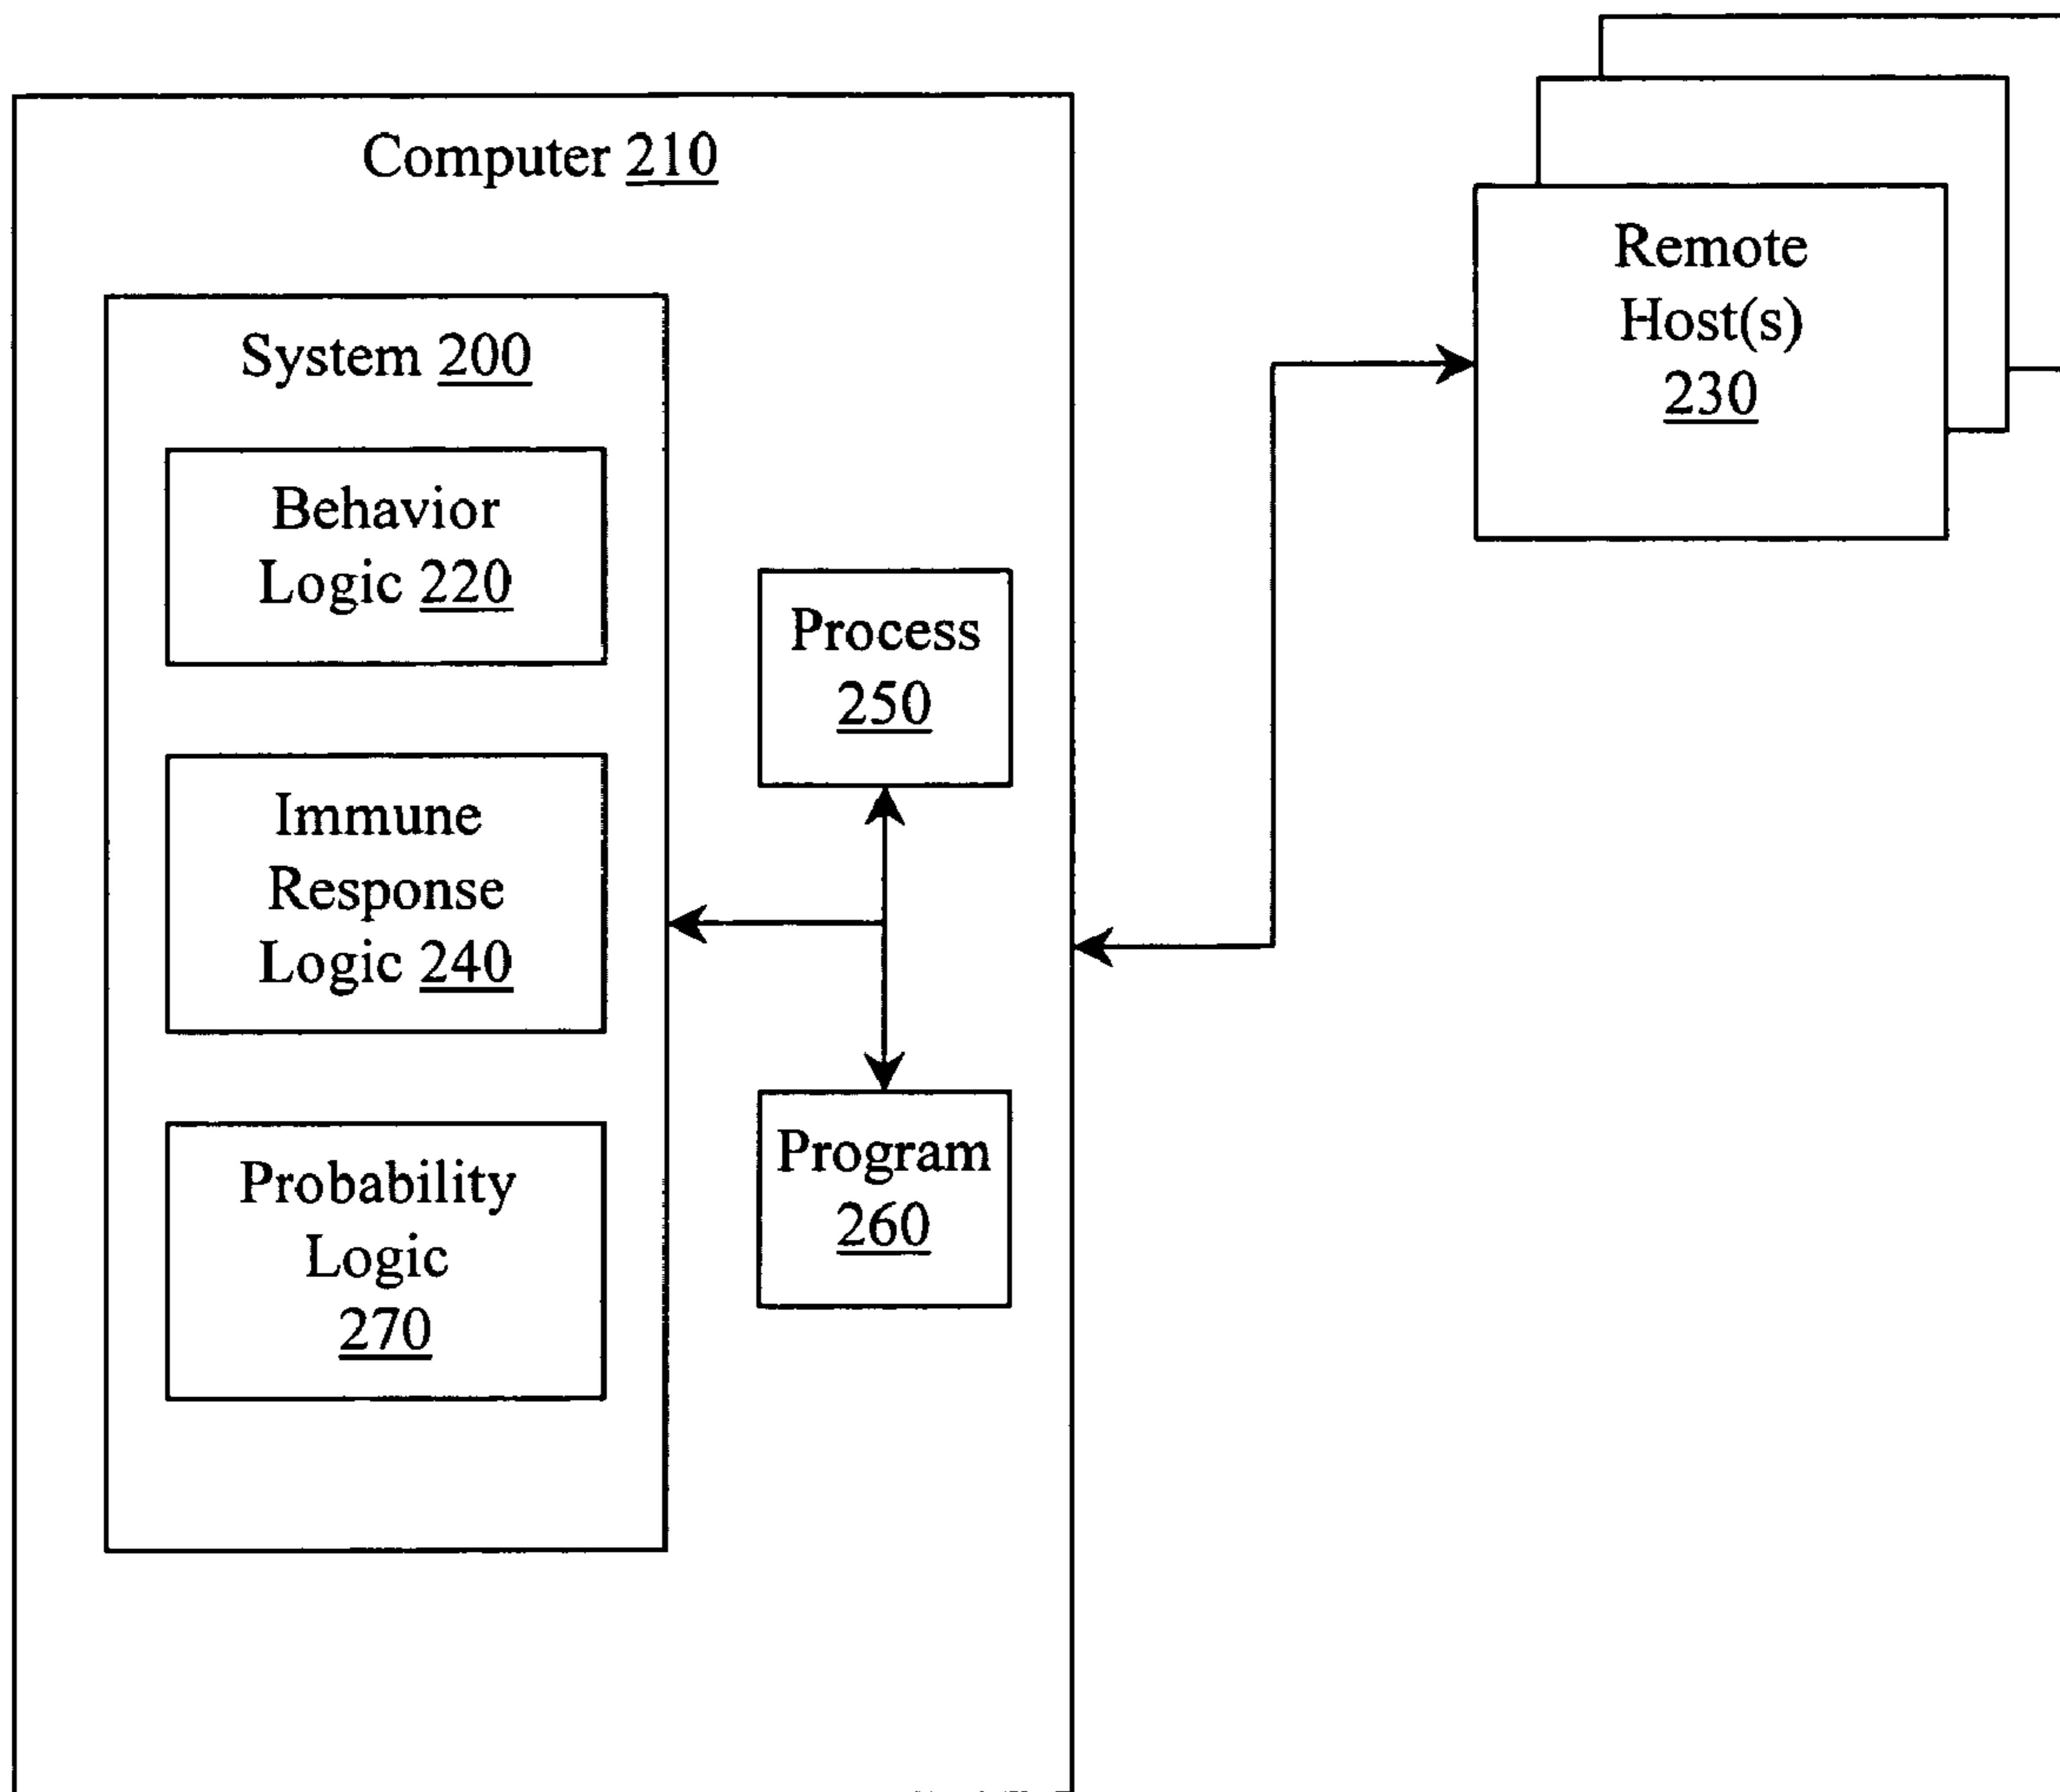 Computer 210
System 200
Behavior
Logic 220
Immune
Response
Logic 240
Probability
Logic
270
Process
250
Program
260
Remote
Host(s)
230